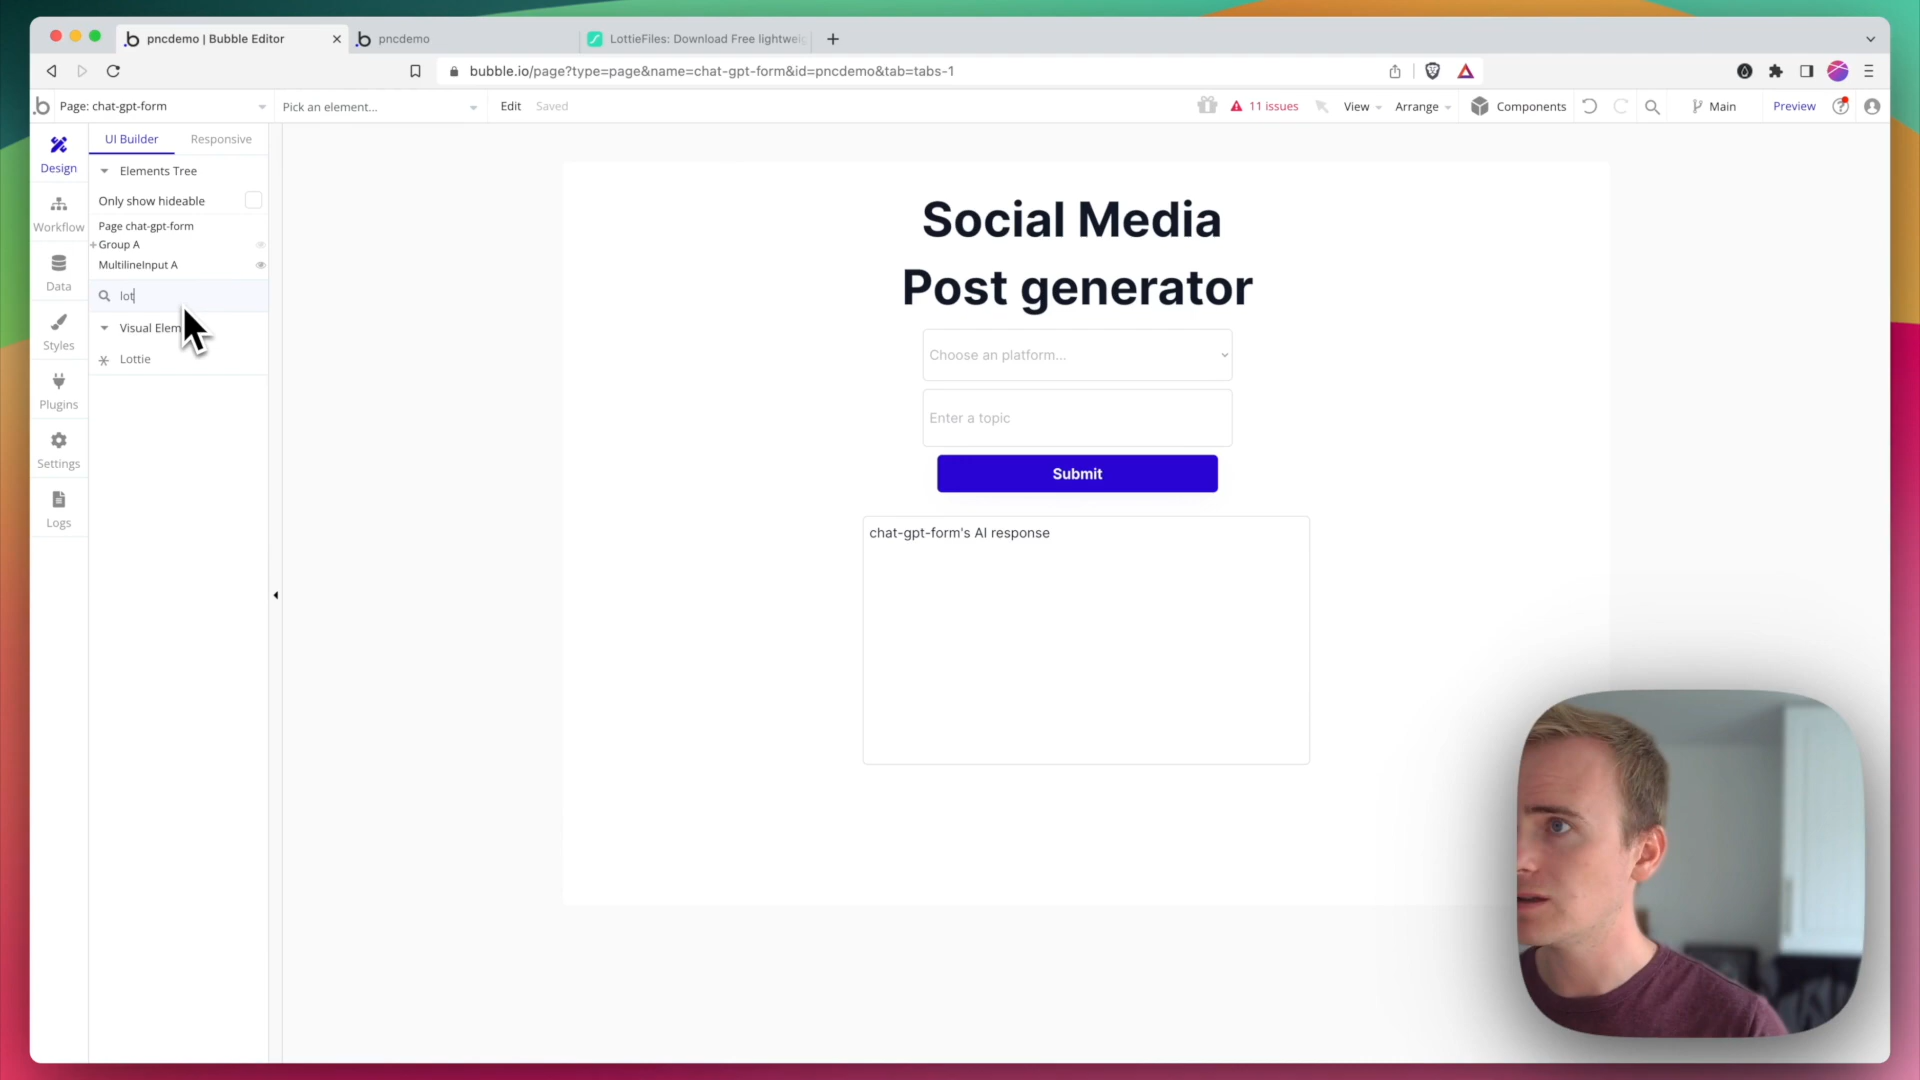 pncdemo | Bubble Editor
pncdemo
LottieFiles: Download Free lightwei
bubble.io/page?type=page&name=chat-gpt-form&id=pncdemo&tab=tabs-1
Page: chat-gpt-form
Pick an element...
Edit
Saved
11 issues
View
Arrange
Components
Main
Preview
Design
Workflow
Data
Styles
Plugins
Settings
Logs
UI Builder
Responsive
Elements Tree
Only show hideable
Page chat-gpt-form
+ Group A
MultilineInput A
lot
Visual Elem
Lottie
Social Media
Post generator
Choose an platform...
Enter a topic
Submit
chat-gpt-form's AI response